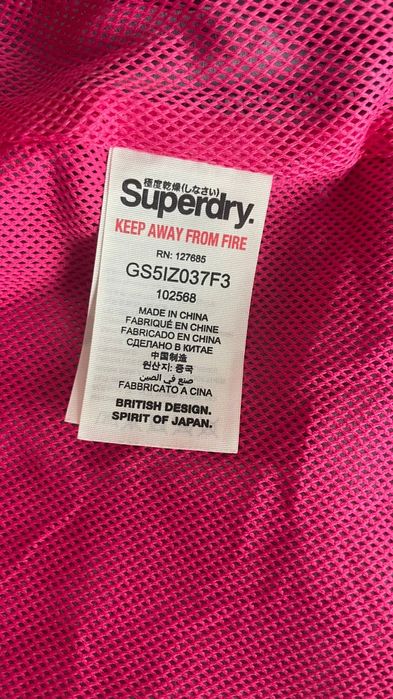 極度乾燥(しなさい)
Superdry.
KEEP AWAY FROM FIRE
RN: 127685
GS5IZ037F3
102568
MADE IN CHINA
FABRIQUÉ EN CHINE
FABRICADO EN CHINA
СДЕЛАНО В КИТАЕ
中国制造
원산지: 중국
صنع في الصين
FABBRICATO A CINA
BRITISH DESIGN.
SPIRIT OF JAPAN.